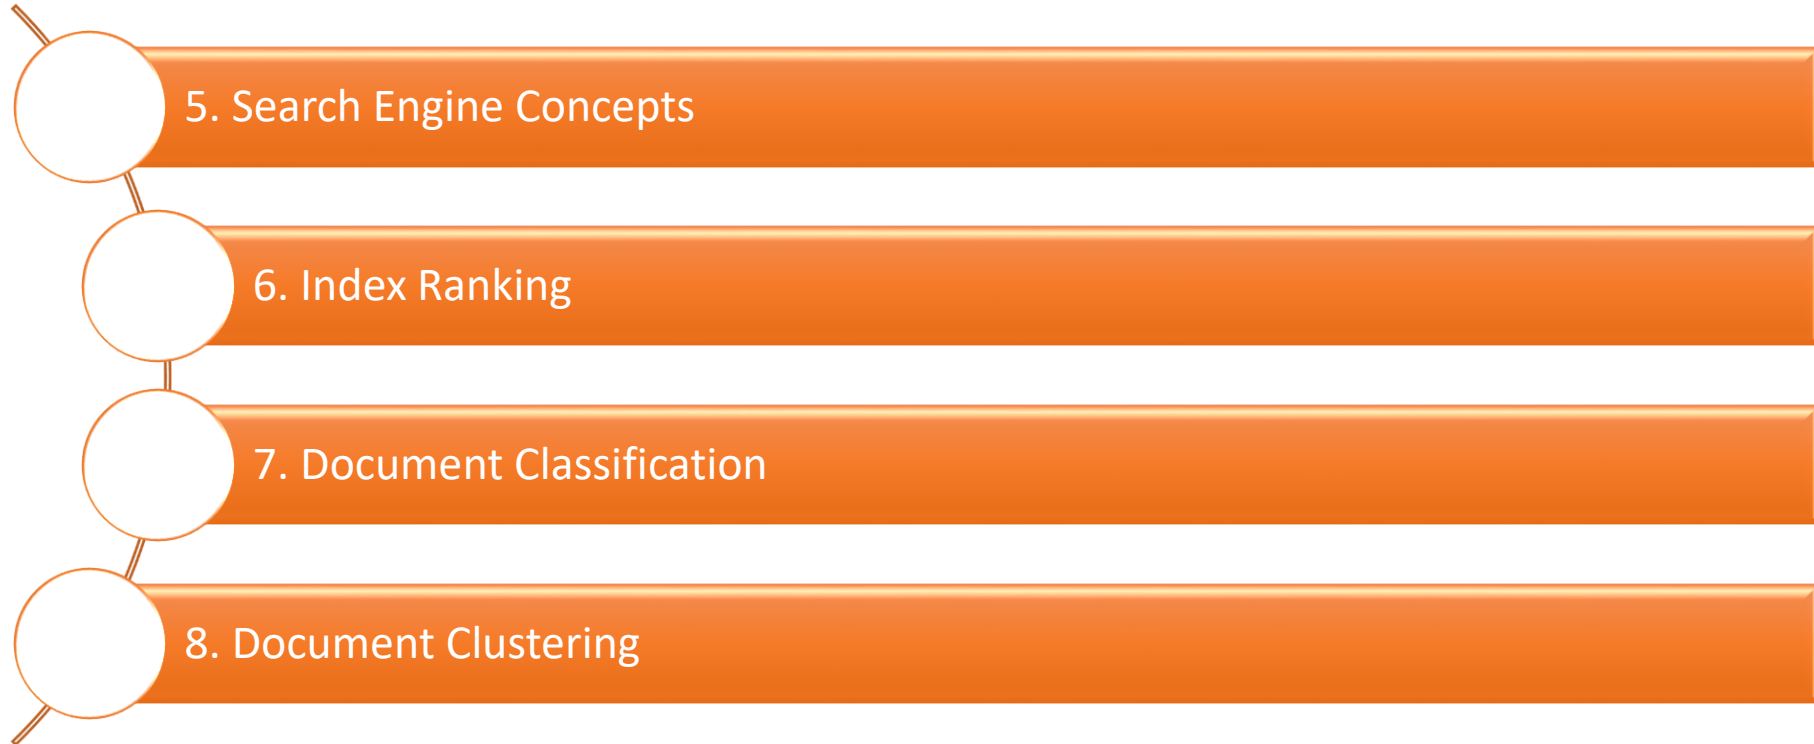 5. Search Engine Concepts
6. Index Ranking
7. Document Classification
8. Document Clustering